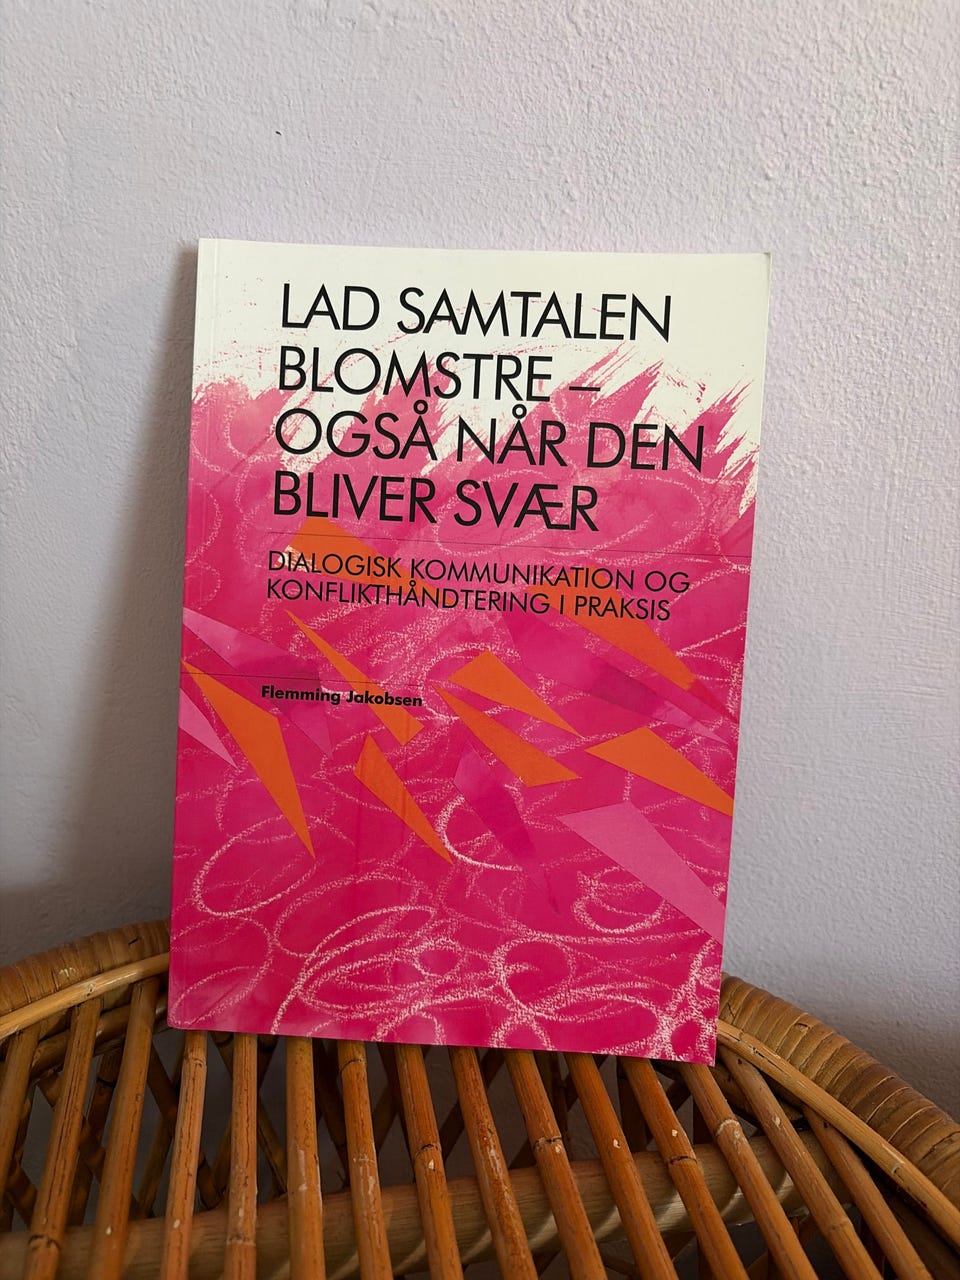 LAD SAMTALEN
BLOMSTRE –
OGSÅ NÅR DEN
BLIVER SVÆR
DIALOGISK KOMMUNIKATION OG
KONFLIKTHÅNDTERING I PRAKSIS
Flemming Jakobsen